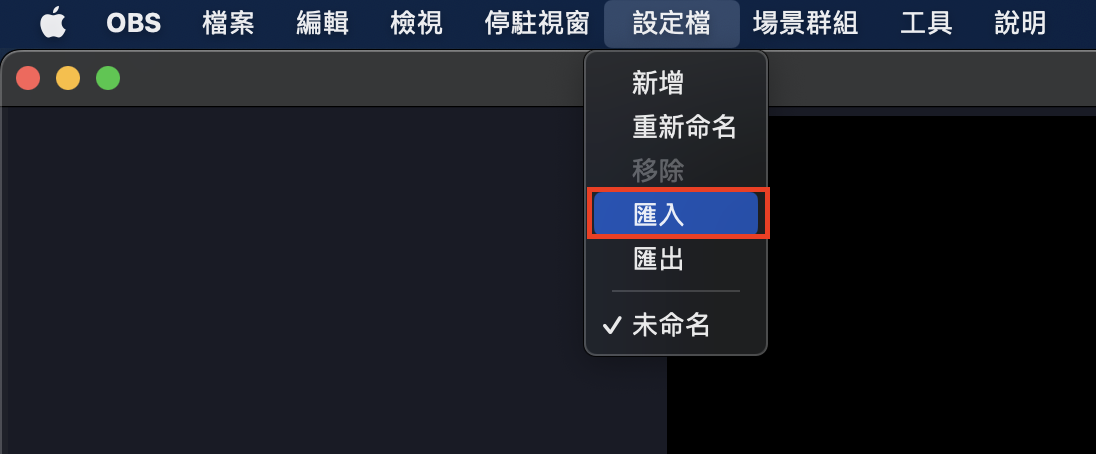 OBS 檔案 編輯 檢視 停駐視窗 設定檔 場景群組 工具 說明
新增
重新命名
移除
匯入
匯出
未命名